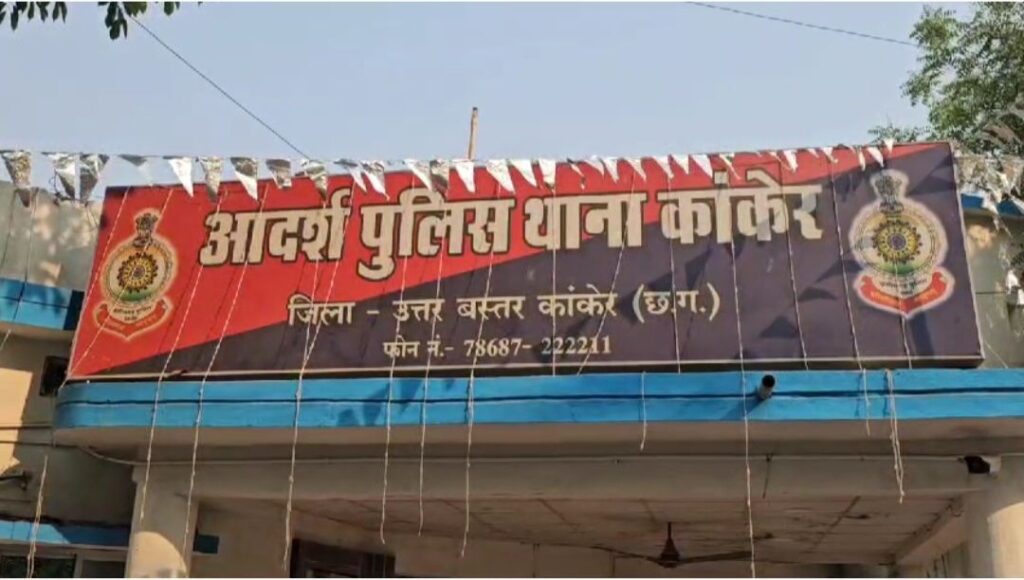 आदर्श पुलिस थाना कांकेर
जिला - उत्तर बस्तर कांकेर (छ.ग.)
फोन नं.- 78687- 222211